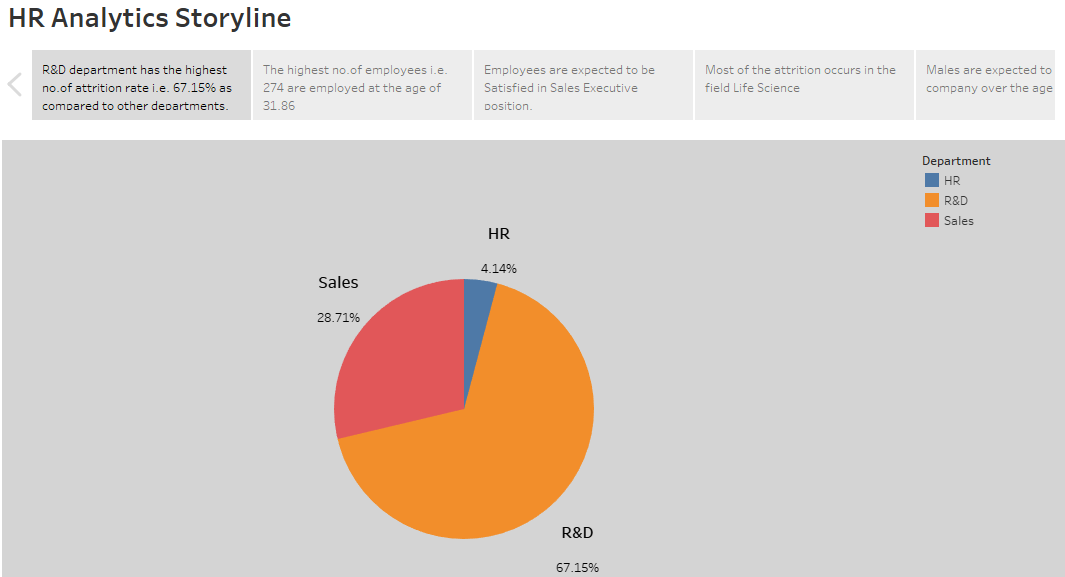 HR Analytics Storyline
R&D department has the highest
no.of attrition rate i.e. 67.15% as
compared to other departments.
The highest no.of employees i.e.
274 are employed at the age of
31.86
Employees are expected to be
Satisfied in Sales Executive
position.
Most of the attrition occurs in the
field Life Science
Males are expected to
company over the age
Department
HR
R&D
Sales
HR
4.14%
Sales
28.71%
R&D
67.15%